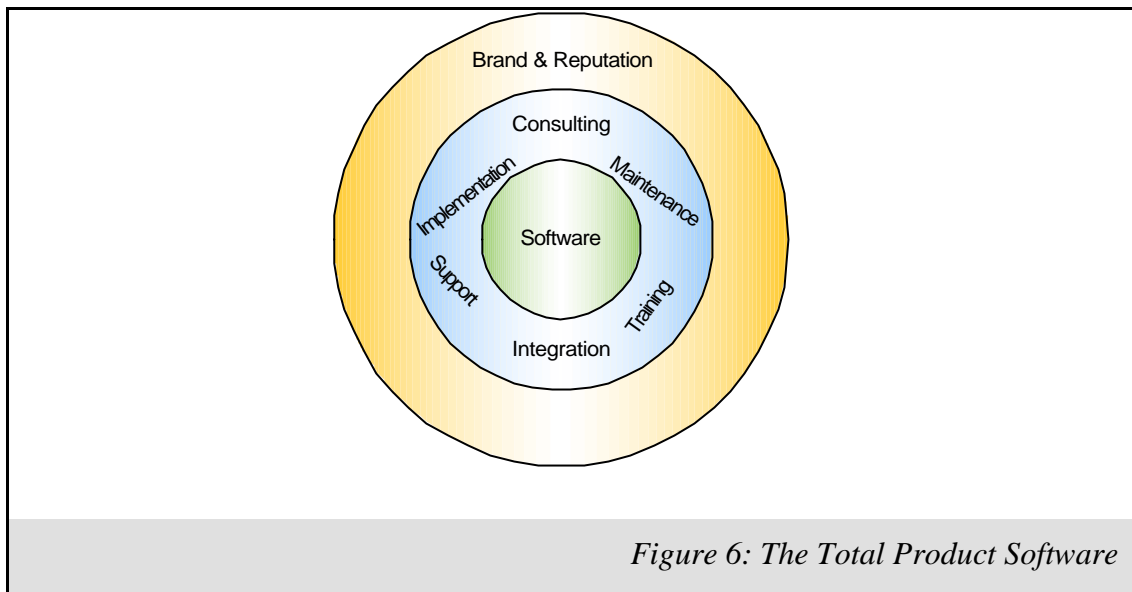 Brand & Reputation
Consulting
Implementation
Maintenance
Software
Support
Training
Integration
Figure 6: The Total Product Software